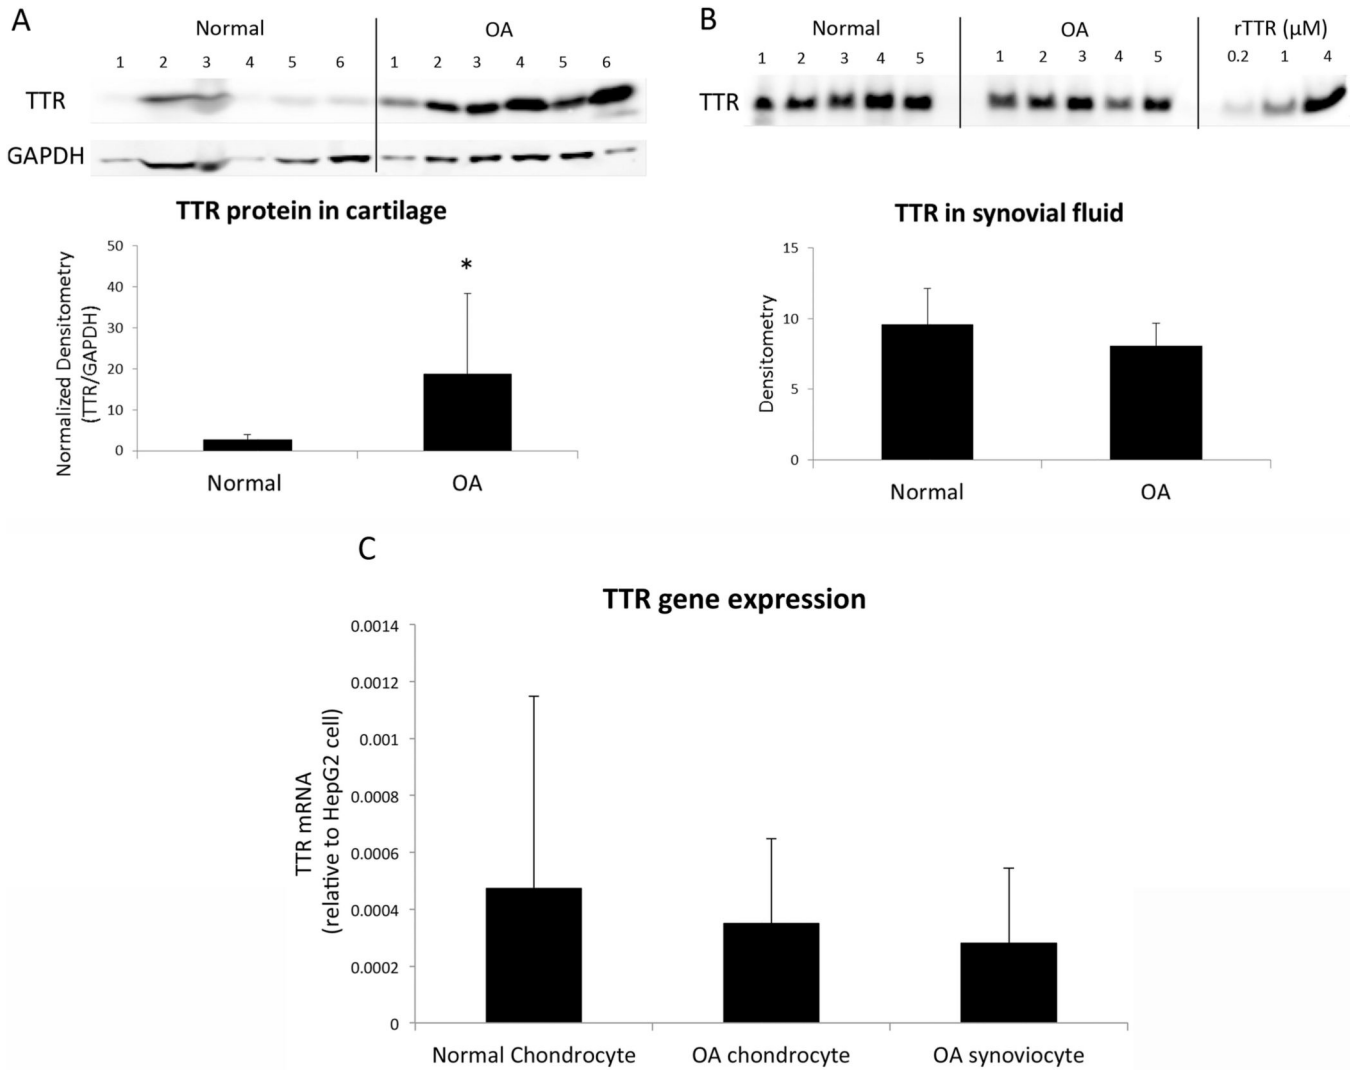 A
Normal OA
1 2 3 4 5 6 1 2 3 4 5 6
TTR
GAPDH
TTR protein in cartilage
Normalized Densitometry
(TTR/GAPDH)
50
40
*
30
20
10
0
Normal OA
B
Normal OA rTTR (μM)
1 2 3 4 5 1 2 3 4 5 0.2 1 4
TTR
TTR in synovial fluid
Densitometry
15
10
5
0
Normal OA
C
TTR gene expression
TTR mRNA
(relative to HepG2 cell)
0.0014
0.0012
0.001
0.0008
0.0006
0.0004
0.0002
0
Normal Chondrocyte OA chondrocyte OA synoviocyte